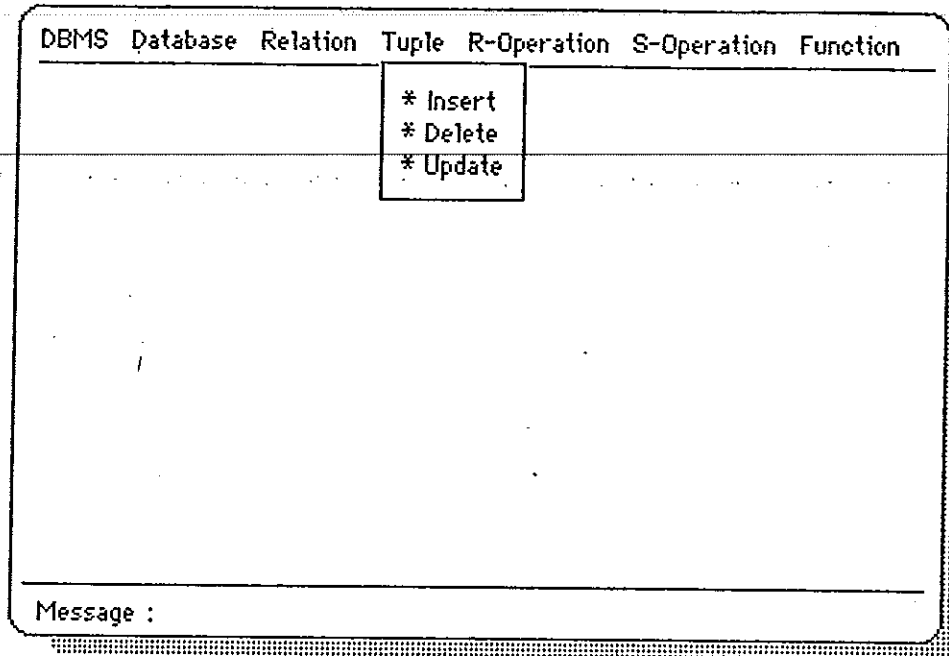 DBMS Database Relation Tuple R-Operation S-Operation Function
* Insert
* Delete
* Update
Message :